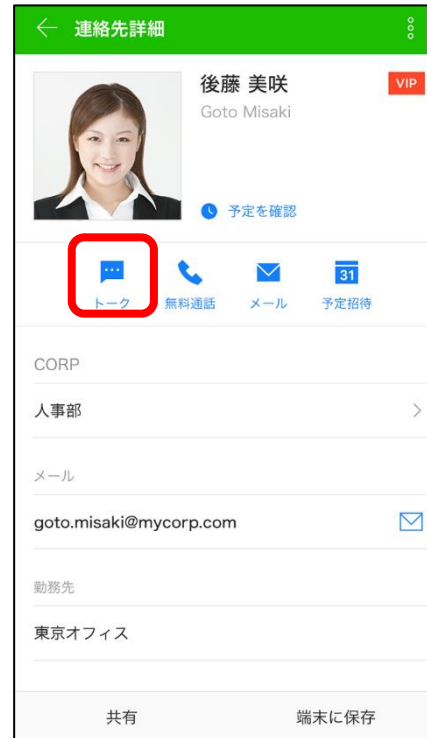 連絡先詳細
後藤 美咲
VIP
Goto Misaki
予定を確認
31
トーク 無料通話 メール 予定招待
CORP
人事部
メール
goto.misaki@mycorp.com
勤務先
東京オフィス
共有 端末に保存